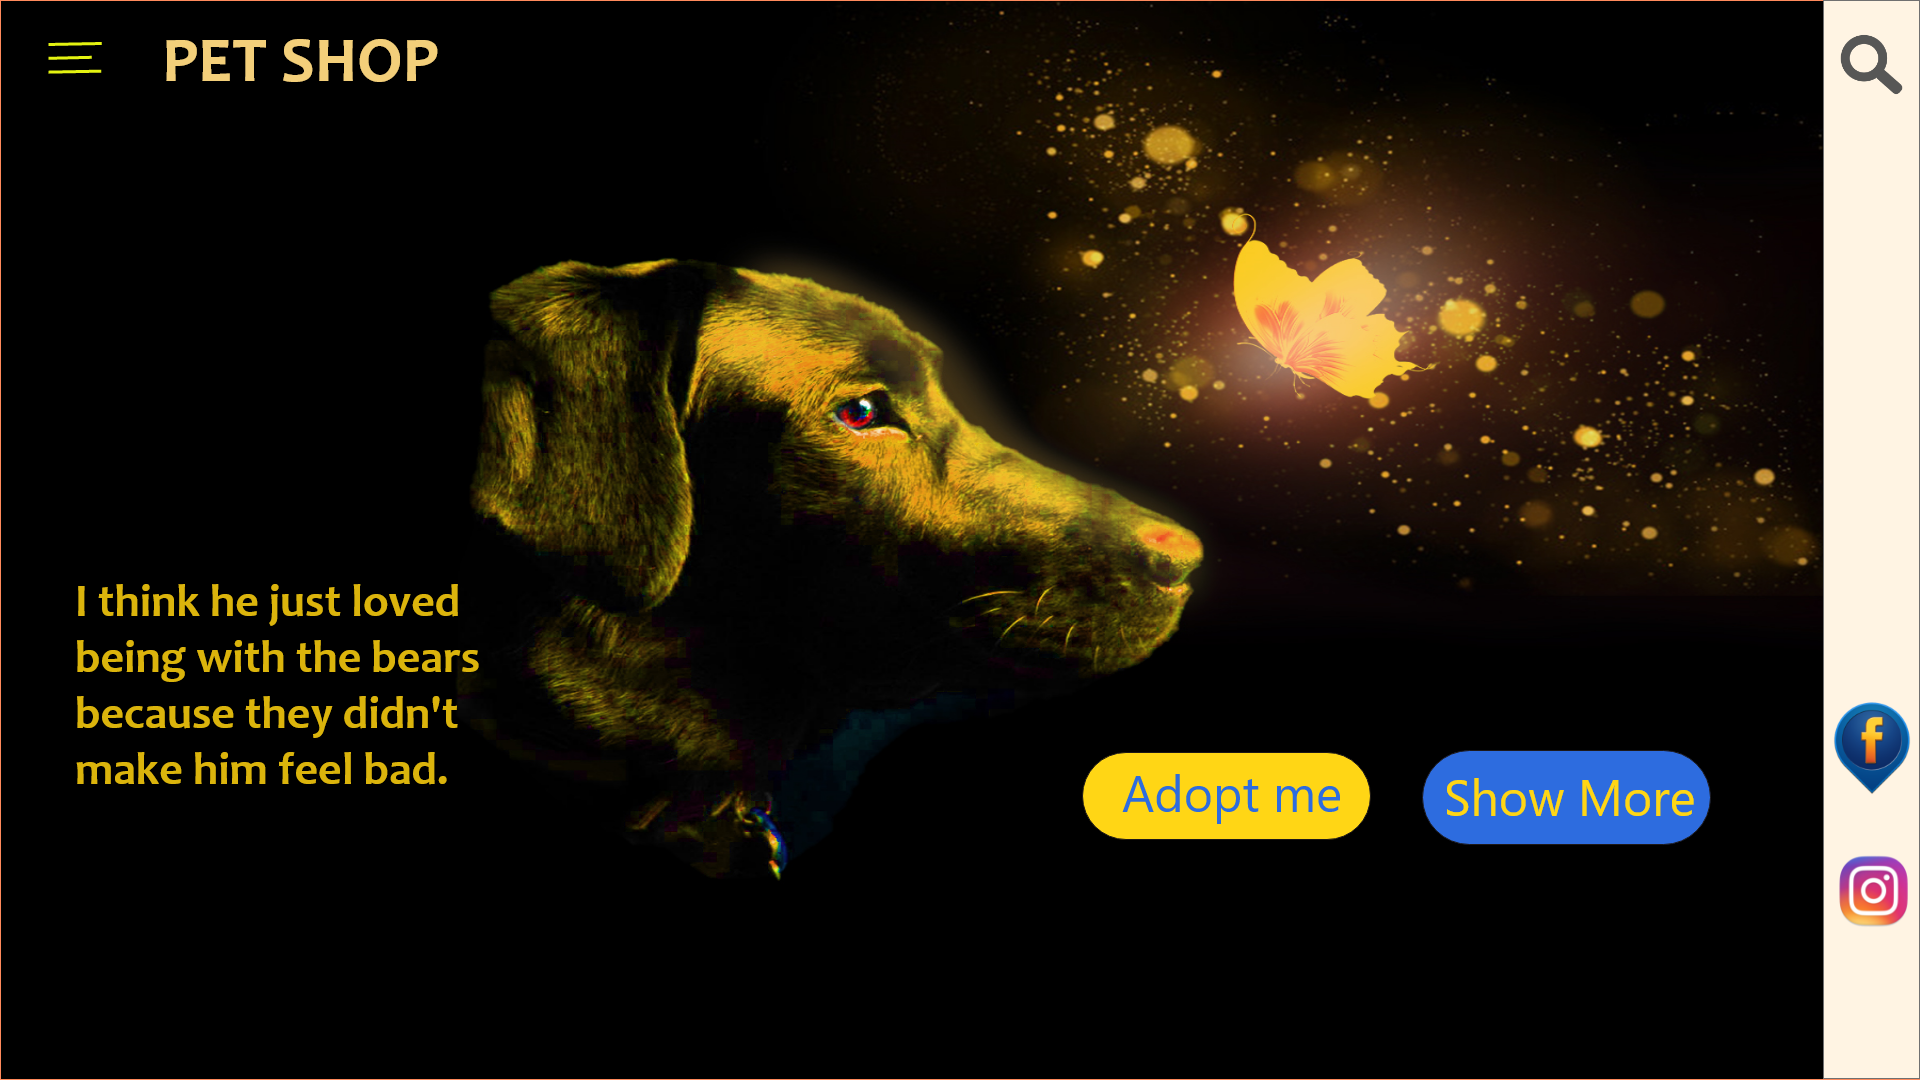 PET SHOP
I think he just loved
being with the bears
because they didn't
make him feel bad.
Adopt me
Show More
f